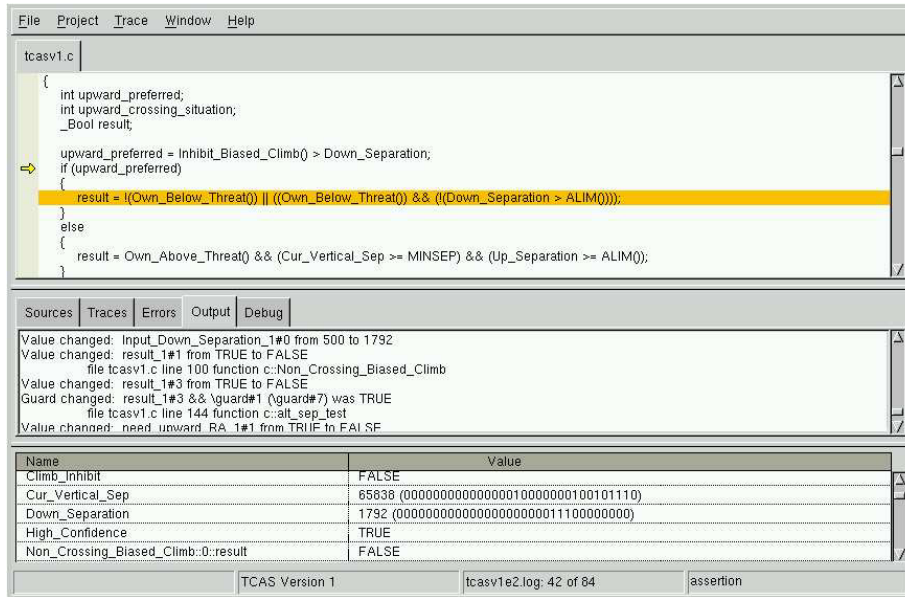 File Project Trace Window Help
tcasv1.c
{
int upward_preferred;
int upward_crossing_situation;
_Bool result;
upward_preferred = Inhibit_Biased_Climb() > Down_Separation;
if (upward_preferred)
{
result = !(Own_Below_Threat()) || ((Own_Below_Threat()) && (!(Down_Separation > ALIM())));
}
else
{
result = Own_Above_Threat() && (Cur_Vertical_Sep >= MINSEP) && (Up_Separation >= ALIM());
}
Sources Traces Errors Output Debug
Value changed: Input_Down_Separation_1#0 from 500 to 1792
Value changed: result_1#1 from TRUE to FALSE
file tcasv1.c line 100 function c::Non_Crossing_Biased_Climb
Value changed: result_1#3 from TRUE to FALSE
Guard changed: result_1#3 && \guard#1 (\guard#7) was TRUE
file tcasv1.c line 144 function c::alt_sep_test
Value changed: need_upward_RA_1#1 from TRUE to FALSE
Name Value
Climb_Inhibit FALSE
Cur_Vertical_Sep 65838 (00000000000000010000000100101110)
Down_Separation 1792 (00000000000000000000011100000000)
High_Confidence TRUE
Non_Crossing_Biased_Climb::0::result FALSE
TCAS Version 1 tcasv1e2.log: 42 of 84 assertion